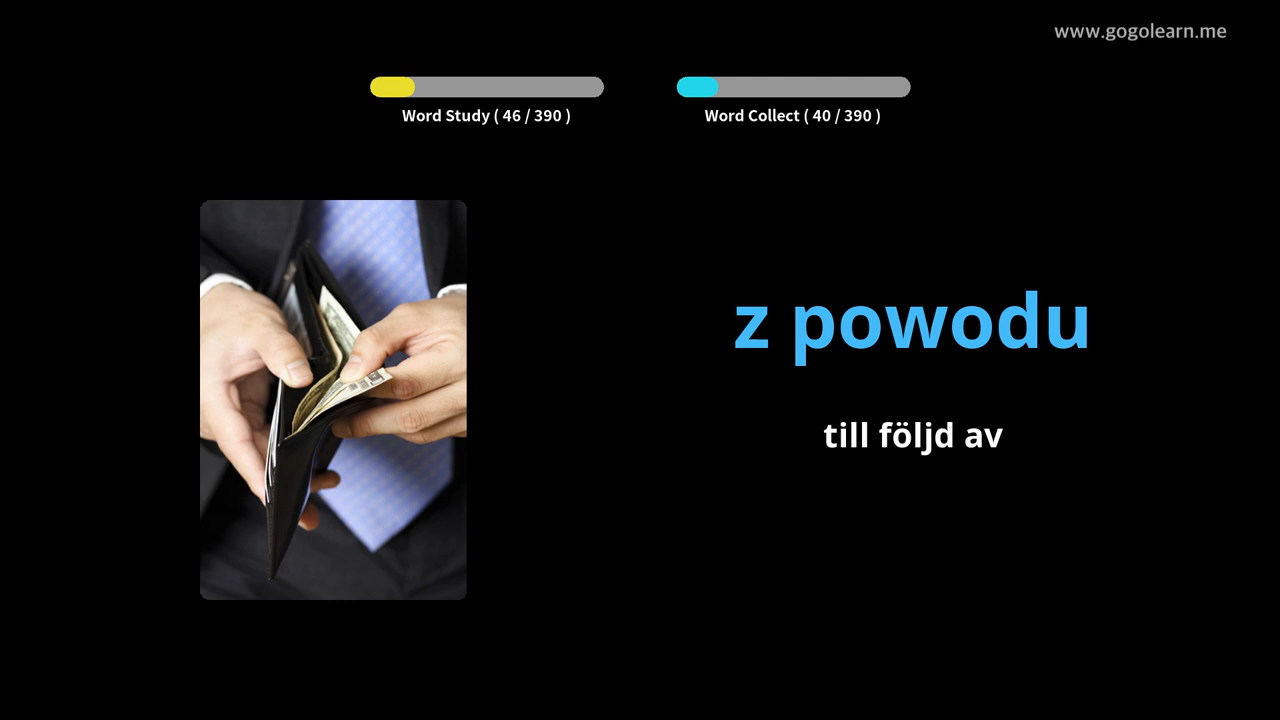 www.gogolearn.me
Word Study ( 46 / 390 )
Word Collect ( 40 / 390 )
z powodu
till följd av